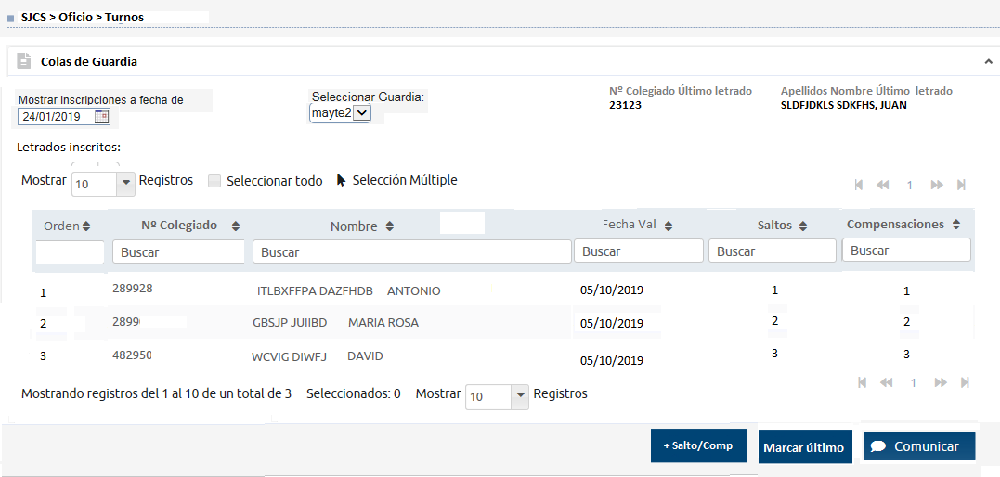 SJCS > Oficio > Turnos
Colas de Guardia
Mostrar inscripciones a fecha de
24/01/2019
Seleccionar Guardia:
mayte2
Nº Colegiado Último letrado
23123
Apellidos Nombre Último letrado
SLDFJDKLS SDKFHS, JUAN
Letrados inscritos:
Mostrar 10 Registros Seleccionar todo Selección Múltiple 1
Orden Nº Colegiado Nombre Fecha Val Saltos Compensaciones
Buscar Buscar Buscar Buscar Buscar
1 289928 ITLBXFFPA DAZFHDB ANTONIO 05/10/2019 1 1
2 2899 GBSJP JUIIBD MARIA ROSA 05/10/2019 2 2
3 482950 WCVIG DIWFJ DAVID 05/10/2019 3 3
Mostrando registros del 1 al 10 de un total de 3 Seleccionados: 0 Mostrar 10 Registros 1
+ Salto/Comp Marcar último Comunicar